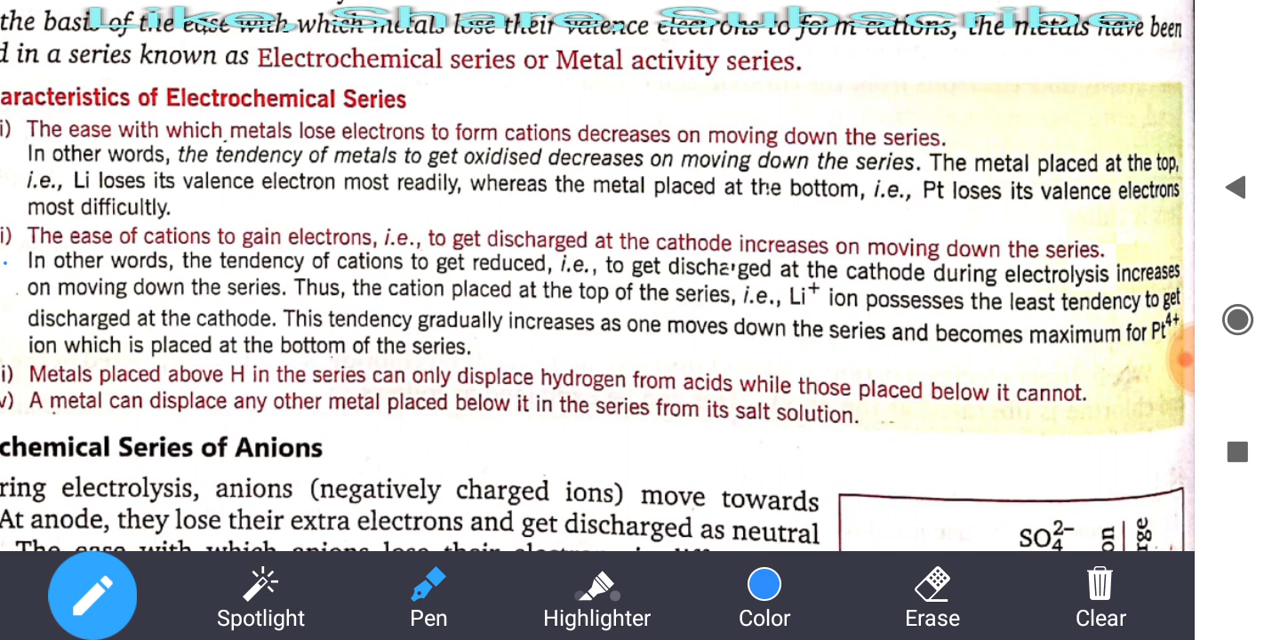 Like Share Subscribe
the basis of the ease with which metals lose their valence electrons to form cations, the metals have been
d in a series known as Electrochemical series or Metal activity series.
aracteristics of Electrochemical Series
i) The ease with which metals lose electrons to form cations decreases on moving down the series.
In other words, the tendency of metals to get oxidised decreases on moving down the series. The metal placed at the top,
i.e., Li loses its valence electron most readily, whereas the metal placed at the bottom, i.e., Pt loses its valence electrons
most difficultly.
i) The ease of cations to gain electrons, i.e., to get discharged at the cathode increases on moving down the series.
In other words, the tendency of cations to get reduced, i.e., to get discharged at the cathode during electrolysis increases
on moving down the series. Thus, the cation placed at the top of the series, i.e., Li⁺ ion possesses the least tendency to get
discharged at the cathode. This tendency gradually increases as one moves down the series and becomes maximum for Pt⁴⁺
ion which is placed at the bottom of the series.
i) Metals placed above H in the series can only displace hydrogen from acids while those placed below it cannot.
v) A metal can displace any other metal placed below it in the series from its salt solution.
chemical Series of Anions
ring electrolysis, anions (negatively charged ions) move towards
At anode, they lose their extra electrons and get discharged as neutral
The ease with which anions lose their
SO₄²⁻
on
rge
Spotlight
Pen
Highlighter
Color
Erase
Clear